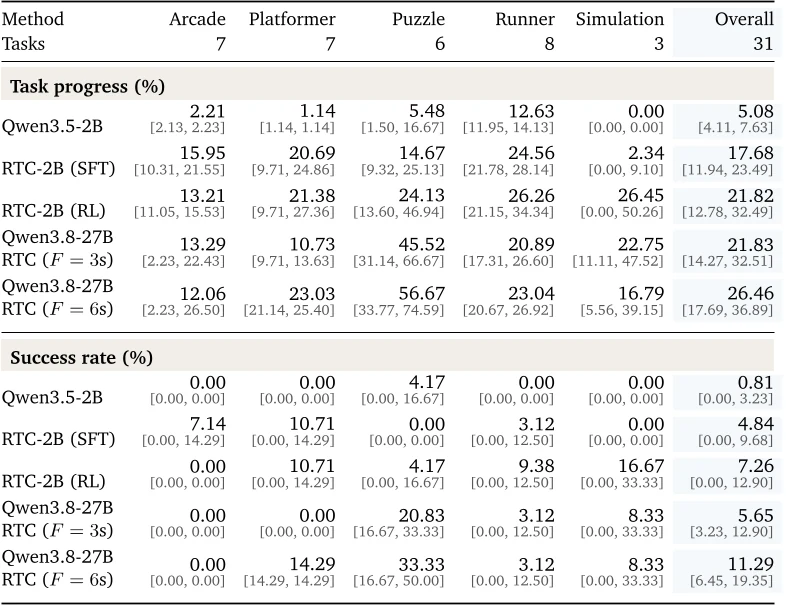 Method Arcade Platformer Puzzle Runner Simulation Overall
Tasks 7 7 6 8 3 31
Task progress (%)
Qwen3.5-2B 2.21 1.14 5.48 12.63 0.00 5.08
[2.13, 2.23] [1.14, 1.14] [1.50, 16.67] [11.95, 14.13] [0.00, 0.00] [4.11, 7.63]
RTC-2B (SFT) 15.95 20.69 14.67 24.56 2.34 17.68
[10.31, 21.55] [9.71, 24.86] [9.32, 25.13] [21.78, 28.14] [0.00, 9.10] [11.94, 23.49]
RTC-2B (RL) 13.21 21.38 24.13 26.26 26.45 21.82
[11.05, 15.53] [9.71, 27.36] [13.60, 46.94] [21.15, 34.34] [0.00, 50.26] [12.78, 32.49]
Qwen3.8-27B 13.29 10.73 45.52 20.89 22.75 21.83
RTC (F = 3s) [2.23, 22.43] [9.71, 13.63] [31.14, 66.67] [17.31, 26.60] [11.11, 47.52] [14.27, 32.51]
Qwen3.8-27B 12.06 23.03 56.67 23.04 16.79 26.46
RTC (F = 6s) [2.23, 26.50] [21.14, 25.40] [33.77, 74.59] [20.67, 26.92] [5.56, 39.15] [17.69, 36.89]
Success rate (%)
Qwen3.5-2B 0.00 0.00 4.17 0.00 0.00 0.81
[0.00, 0.00] [0.00, 0.00] [0.00, 16.67] [0.00, 0.00] [0.00, 0.00] [0.00, 3.23]
RTC-2B (SFT) 7.14 10.71 0.00 3.12 0.00 4.84
[0.00, 14.29] [0.00, 14.29] [0.00, 0.00] [0.00, 12.50] [0.00, 0.00] [0.00, 9.68]
RTC-2B (RL) 0.00 10.71 4.17 9.38 16.67 7.26
[0.00, 0.00] [0.00, 14.29] [0.00, 16.67] [0.00, 12.50] [0.00, 33.33] [0.00, 12.90]
Qwen3.8-27B 0.00 0.00 20.83 3.12 8.33 5.65
RTC (F = 3s) [0.00, 0.00] [0.00, 0.00] [16.67, 33.33] [0.00, 12.50] [0.00, 33.33] [3.23, 12.90]
Qwen3.8-27B 0.00 14.29 33.33 3.12 8.33 11.29
RTC (F = 6s) [0.00, 0.00] [14.29, 14.29] [16.67, 50.00] [0.00, 12.50] [0.00, 33.33] [6.45, 19.35]